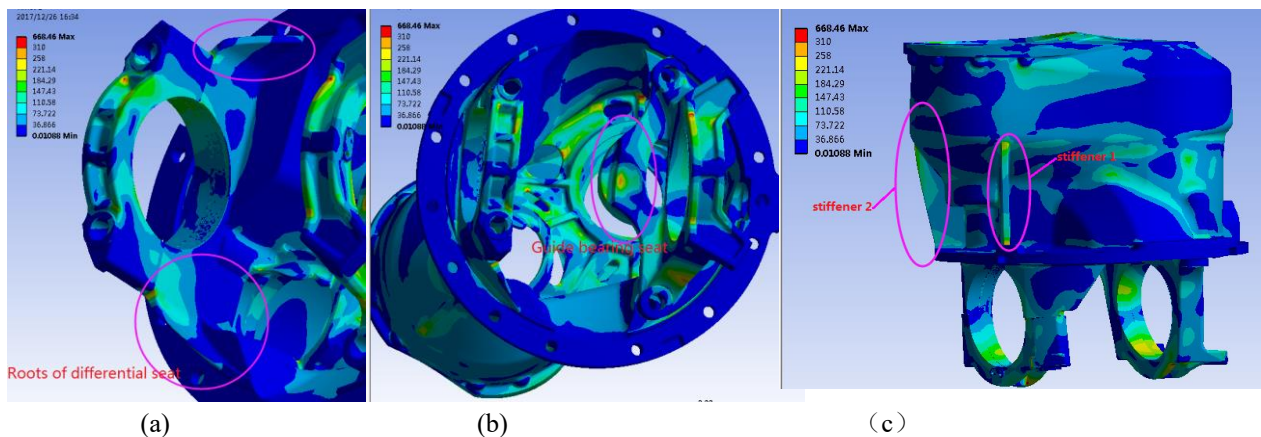 2017/12/26 16:34
668.46 Max
310
258
221.14
184.29
147.43
110.58
73.722
36.866
0.01088 Min
Roots of differential seat
668.46 Max
310
258
221.14
184.29
147.43
110.58
73.722
36.866
0.01088 Min
Guide bearing seat
668.46 Max
310
258
221.14
184.29
147.43
110.58
73.722
36.866
0.01088 Min
stiffener 1
stiffener 2
(a)
(b)
（c）